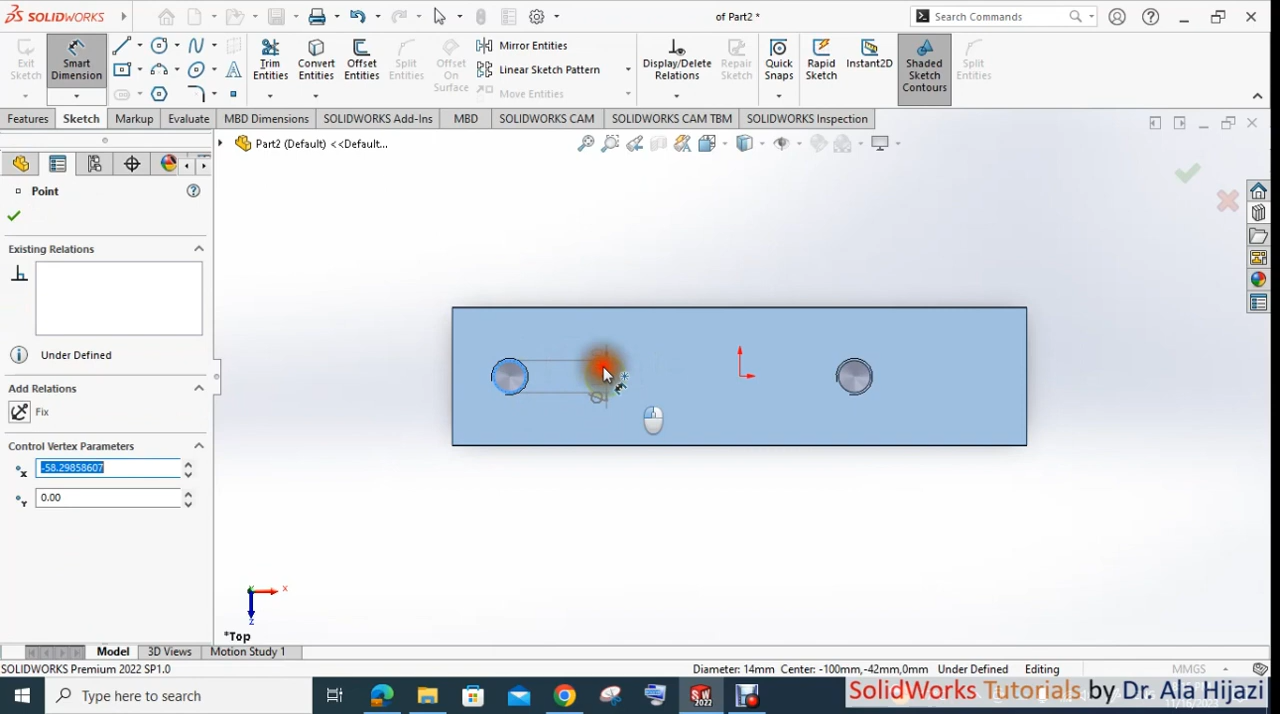 SOLIDWORKS
of Part2 *
Search Commands
Exit Sketch
Smart Dimension
Trim Entities
Convert Entities
Offset Entities
Split Entities
Offset On Surface
Mirror Entities
Linear Sketch Pattern
Move Entities
Display/Delete Relations
Repair Sketch
Quick Snaps
Rapid Sketch
Instant2D
Shaded Sketch Contours
Split Entities
Features
Sketch
Markup
Evaluate
MBD Dimensions
SOLIDWORKS Add-Ins
MBD
SOLIDWORKS CAM
SOLIDWORKS CAM TBM
SOLIDWORKS Inspection
Part2 (Default) <<Default...
Point
Existing Relations
Under Defined
Add Relations
Fix
Control Vertex Parameters
-58.29858607
0.00
X
Z
*Top
Model
3D Views
Motion Study 1
SOLIDWORKS Premium 2022 SP1.0
Diameter: 14mm Center: -100mm,-42mm,0mm
Under Defined
Editing
MMGS
Type here to search
SolidWorks Tutorials by Dr. Ala Hijazi